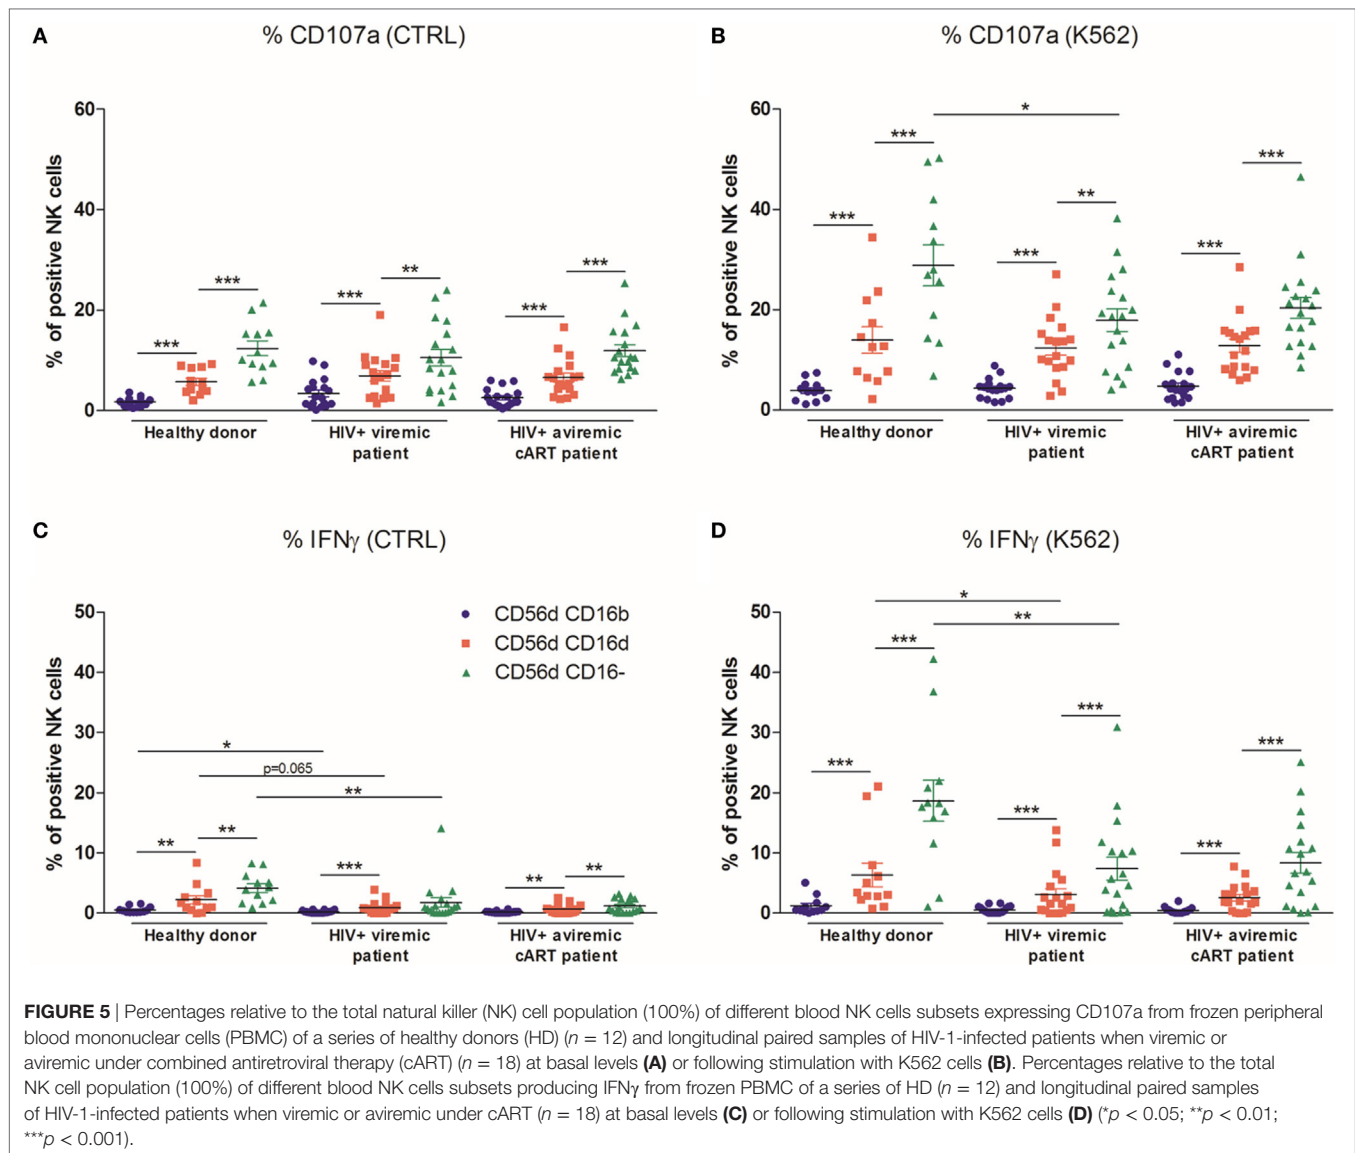 A
% CD107a (CTRL)
% of positive NK cells
60
40
20
0
***
***
***
**
***
***
Healthy donor
HIV+ viremic
patient
HIV+ aviremic
cART patient
B
% CD107a (K562)
% of positive NK cells
60
40
20
0
*
***
***
***
**
***
***
Healthy donor
HIV+ viremic
patient
HIV+ aviremic
cART patient
C
% IFNγ (CTRL)
CD56d CD16b
CD56d CD16d
CD56d CD16-
% of positive NK cells
50
40
30
20
10
0
*
p=0.065
**
**
**
***
**
**
Healthy donor
HIV+ viremic
patient
HIV+ aviremic
cART patient
D
% IFNγ (K562)
% of positive NK cells
50
40
30
20
10
0
*
**
***
***
***
***
***
***
Healthy donor
HIV+ viremic
patient
HIV+ aviremic
cART patient
FIGURE 5 | Percentages relative to the total natural killer (NK) cell population (100%) of different blood NK cells subsets expressing CD107a from frozen peripheral
blood mononuclear cells (PBMC) of a series of healthy donors (HD) (n = 12) and longitudinal paired samples of HIV-1-infected patients when viremic or
aviremic under combined antiretroviral therapy (cART) (n = 18) at basal levels (A) or following stimulation with K562 cells (B). Percentages relative to the total
NK cell population (100%) of different blood NK cells subsets producing IFNγ from frozen PBMC of a series of HD (n = 12) and longitudinal paired samples
of HIV-1-infected patients when viremic or aviremic under cART (n = 18) at basal levels (C) or following stimulation with K562 cells (D) (*p < 0.05; **p < 0.01;
***p < 0.001).